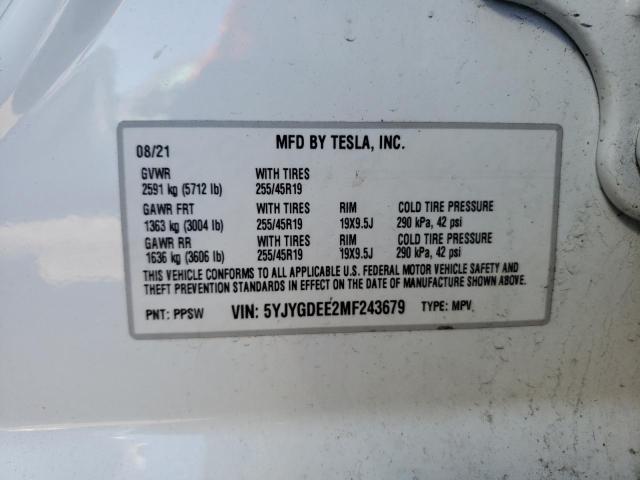 08/21 MFD BY TESLA, INC.
GVWR WITH TIRES
2591 kg (5712 lb) 255/45R19
GAWR FRT WITH TIRES RIM COLD TIRE PRESSURE
1363 kg (3004 lb) 255/45R19 19X9.5J 290 kPa, 42 psi
GAWR RR WITH TIRES RIM COLD TIRE PRESSURE
1636 kg (3606 lb) 255/45R19 19X9.5J 290 kPa, 42 psi
THIS VEHICLE CONFORMS TO ALL APPLICABLE U.S. FEDERAL MOTOR VEHICLE SAFETY AND
THEFT PREVENTION STANDARDS IN EFFECT ON THE DATE OF MANUFACTURE SHOWN ABOVE.
PNT: PPSW VIN: 5YJYGDEE2MF243679 TYPE: MPV